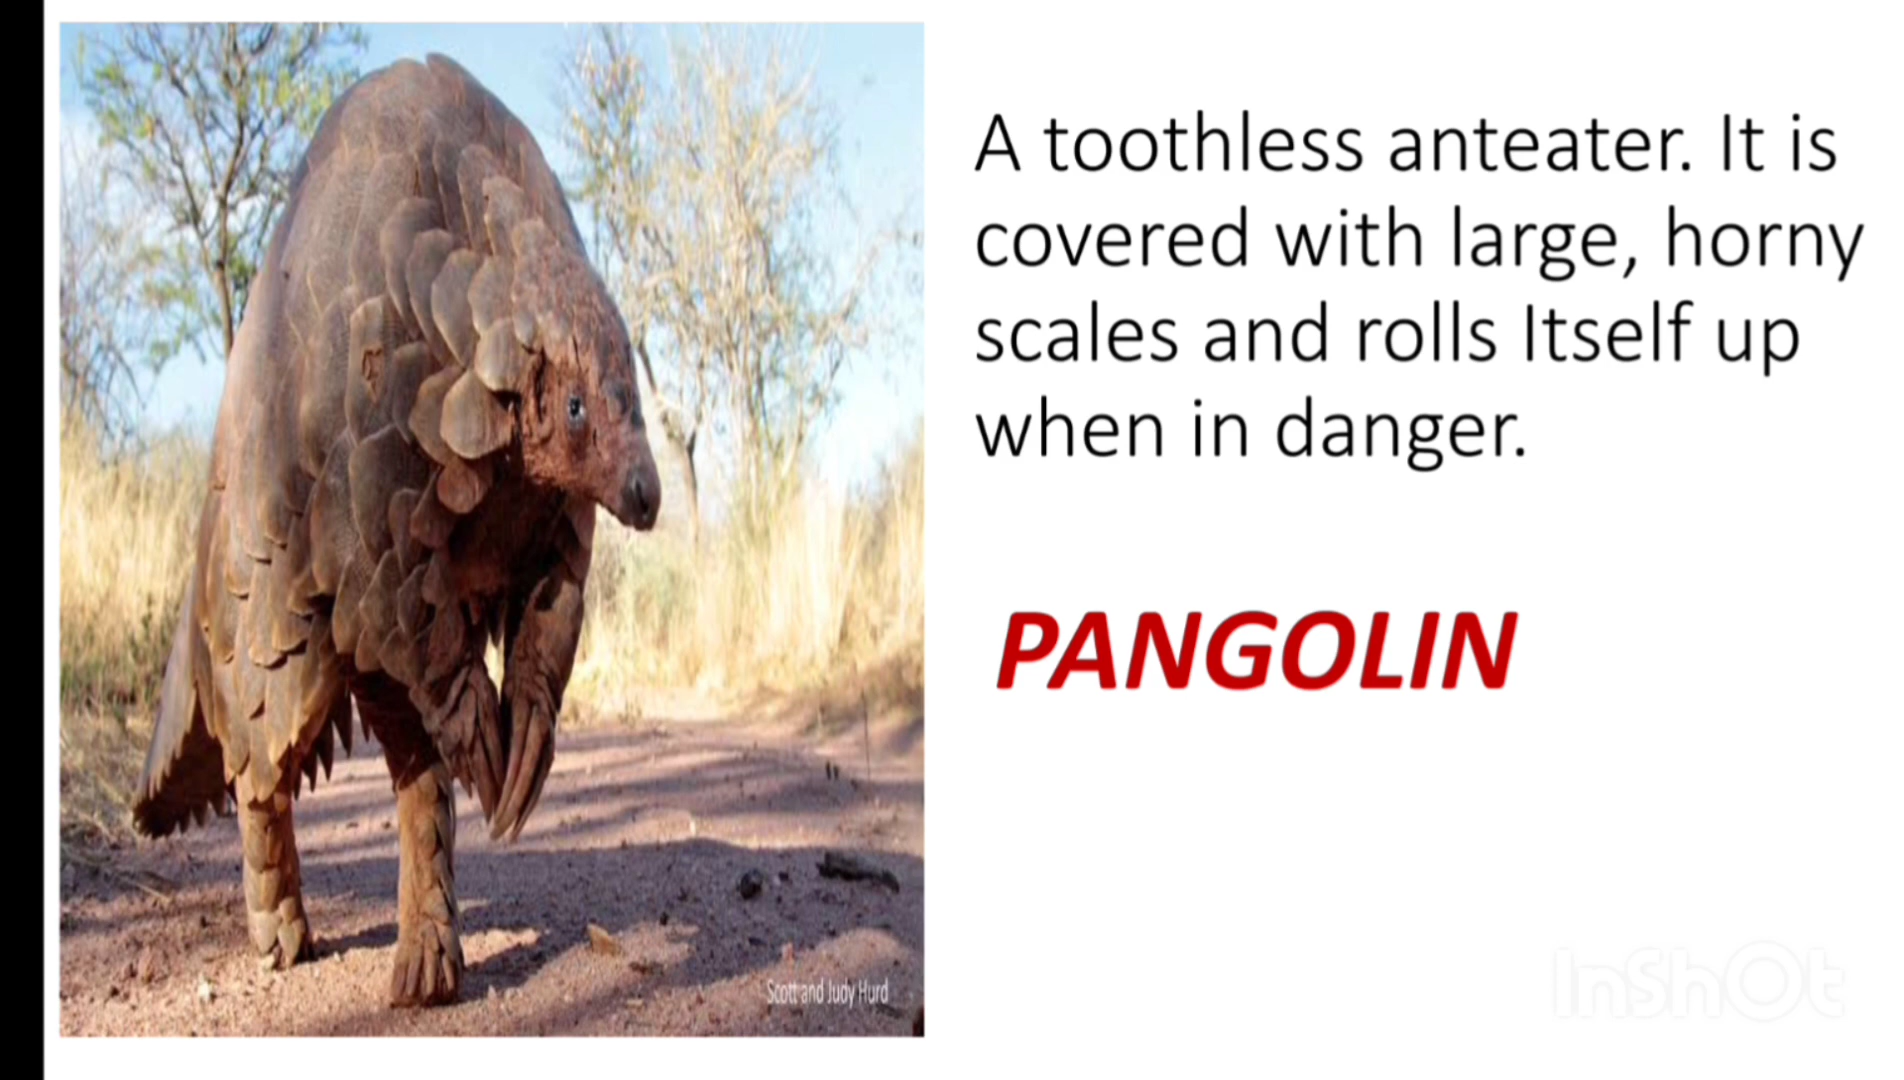 A toothless anteater. It is
covered with large, horny
scales and rolls Itself up
when in danger.
PANGOLIN
Scott and Judy Hurd
InShOt